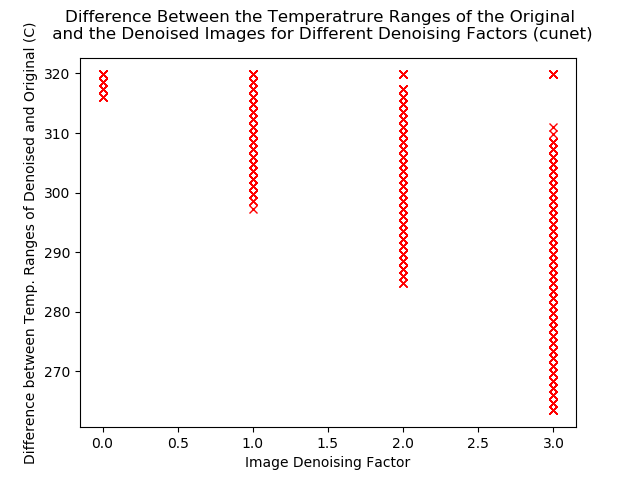 Difference Between the Temperatrure Ranges of the Original
and the Denoised Images for Different Denoising Factors (cunet)
Difference between Temp. Ranges of Denoised and Original (C)
320
310
300
290
280
270
0.0 0.5 1.0 1.5 2.0 2.5 3.0
Image Denoising Factor